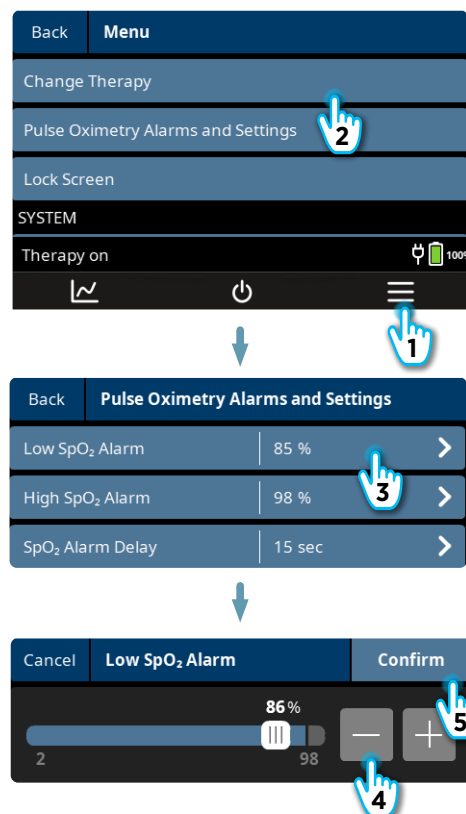 Back Menu
Change Therapy
Pulse Oximetry Alarms and Settings
2
Lock Screen
SYSTEM
Therapy on 100%
1
Back Pulse Oximetry Alarms and Settings
Low SpO₂ Alarm 85 %
3
High SpO₂ Alarm 98 %
SpO₂ Alarm Delay 15 sec
Cancel Low SpO₂ Alarm Confirm
86 %
5
2 98
4